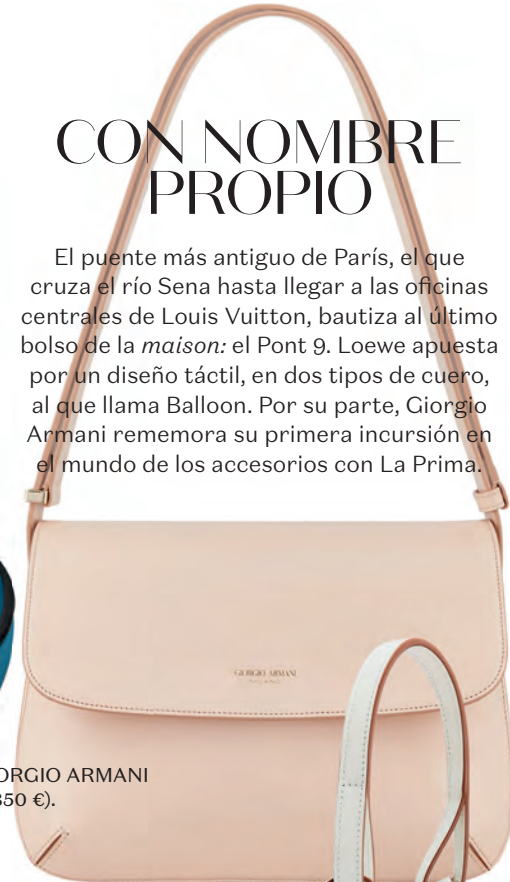 CON NOMBRE
PROPIO
El puente más antiguo de París, el que
cruza el río Sena hasta llegar a las oficinas
centrales de Louis Vuitton, bautiza al último
bolso de la maison: el Pont 9. Loewe apuesta
por un diseño táctil, en dos tipos de cuero,
al que llama Balloon. Por su parte, Giorgio
Armani rememora su primera incursión en
el mundo de los accesorios con La Prima.
GIORGIO ARMANI
ORGIO ARMANI
350 €).